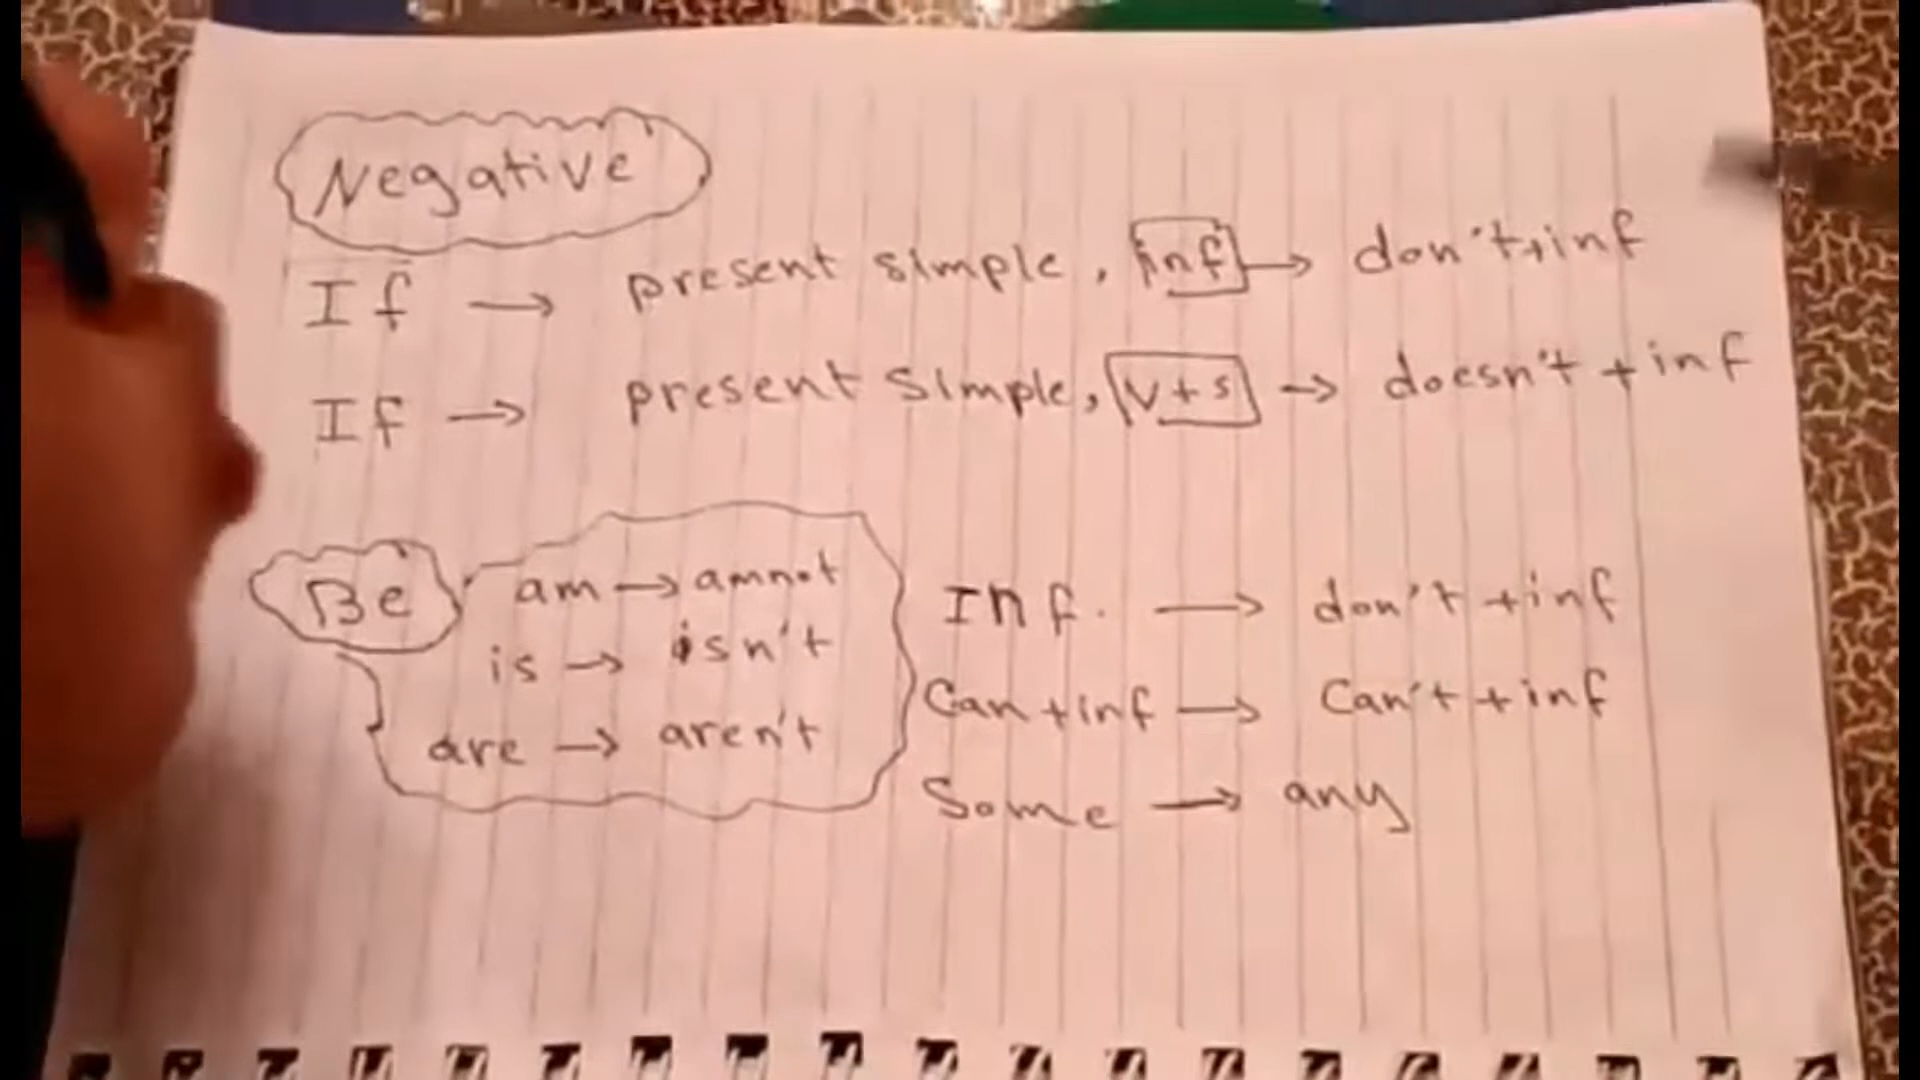 Negative
If → present simple, inf → don't+inf
If → present simple, v+s → doesn't + inf
Be
am → amnot
is → isn't
are → aren't
Inf. → don't +inf
Can+inf → Can't +inf
Some → any